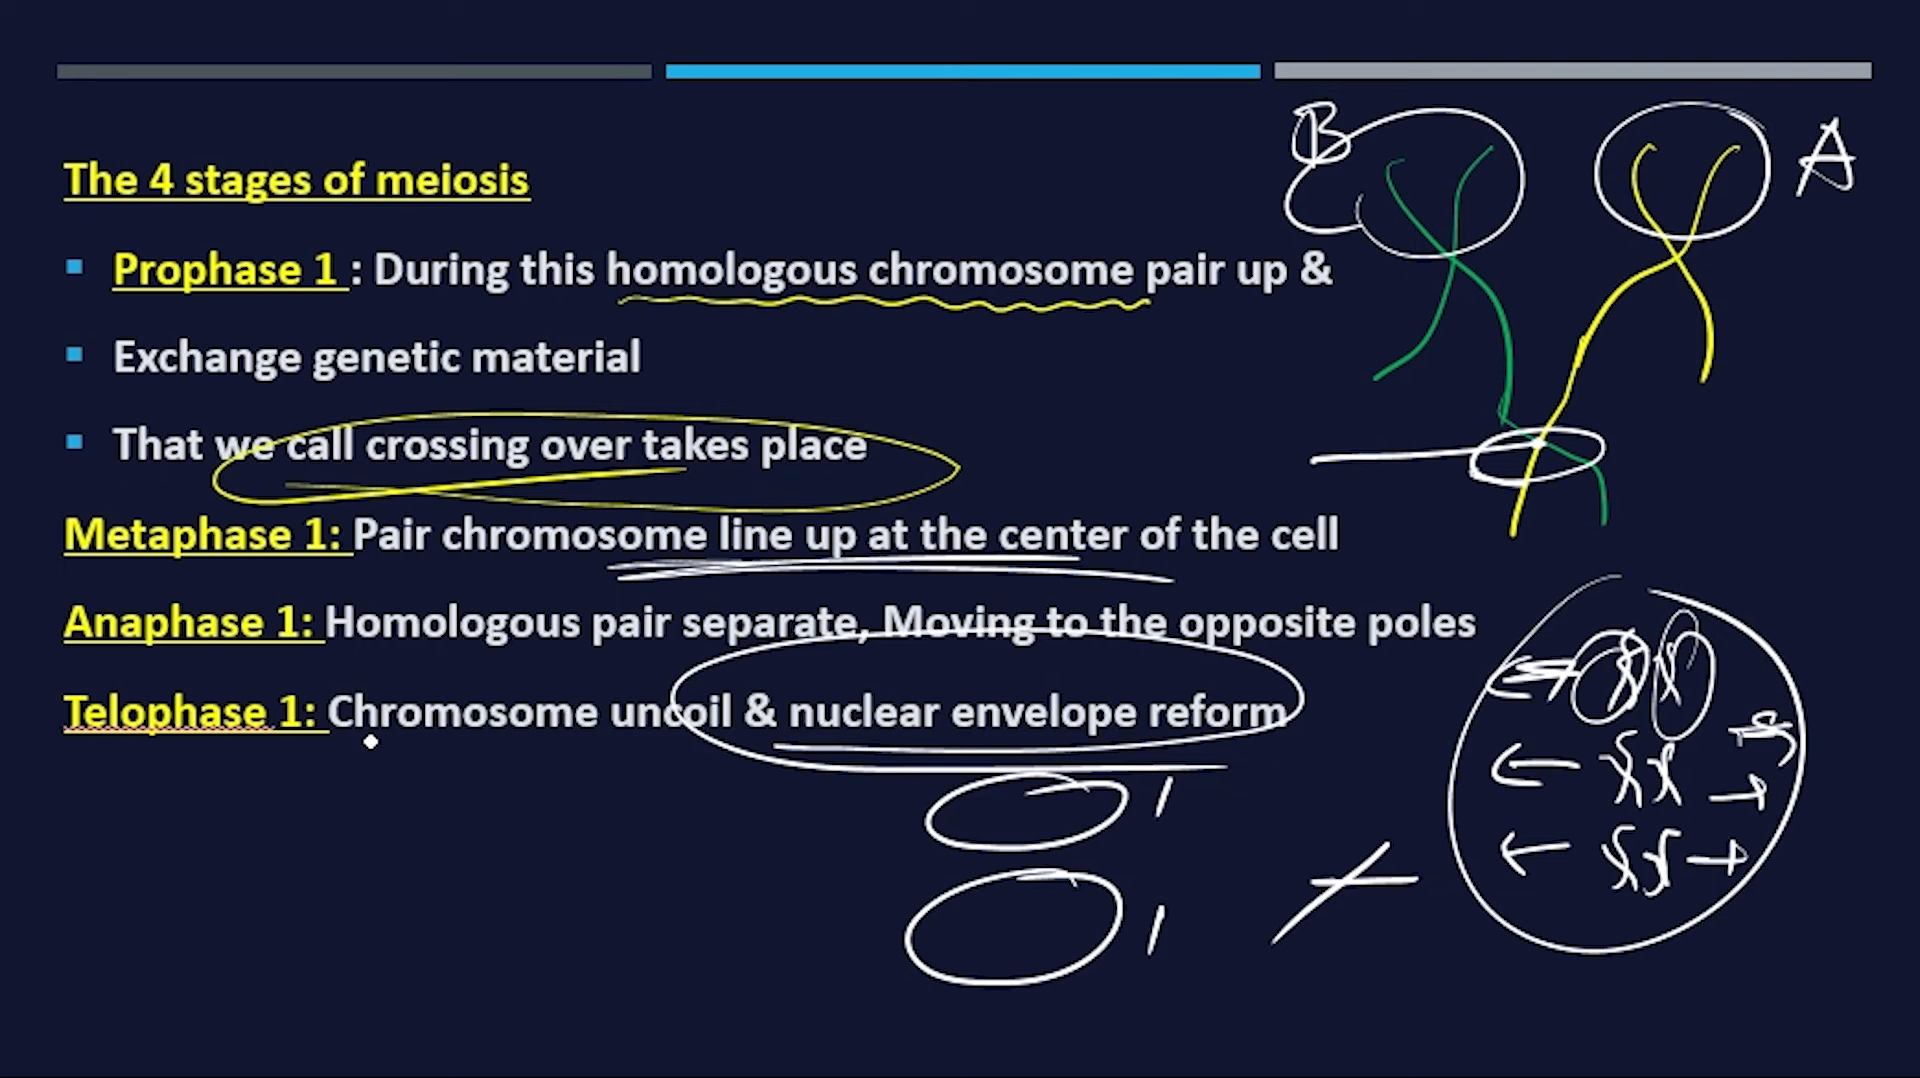 The 4 stages of meiosis
Prophase 1 : During this homologous chromosome pair up &
Exchange genetic material
That we call crossing over takes place
Metaphase 1: Pair chromosome line up at the center of the cell
Anaphase 1: Homologous pair separate, Moving to the opposite poles
Telophase 1: Chromosome uncoil & nuclear envelope reform
B
A